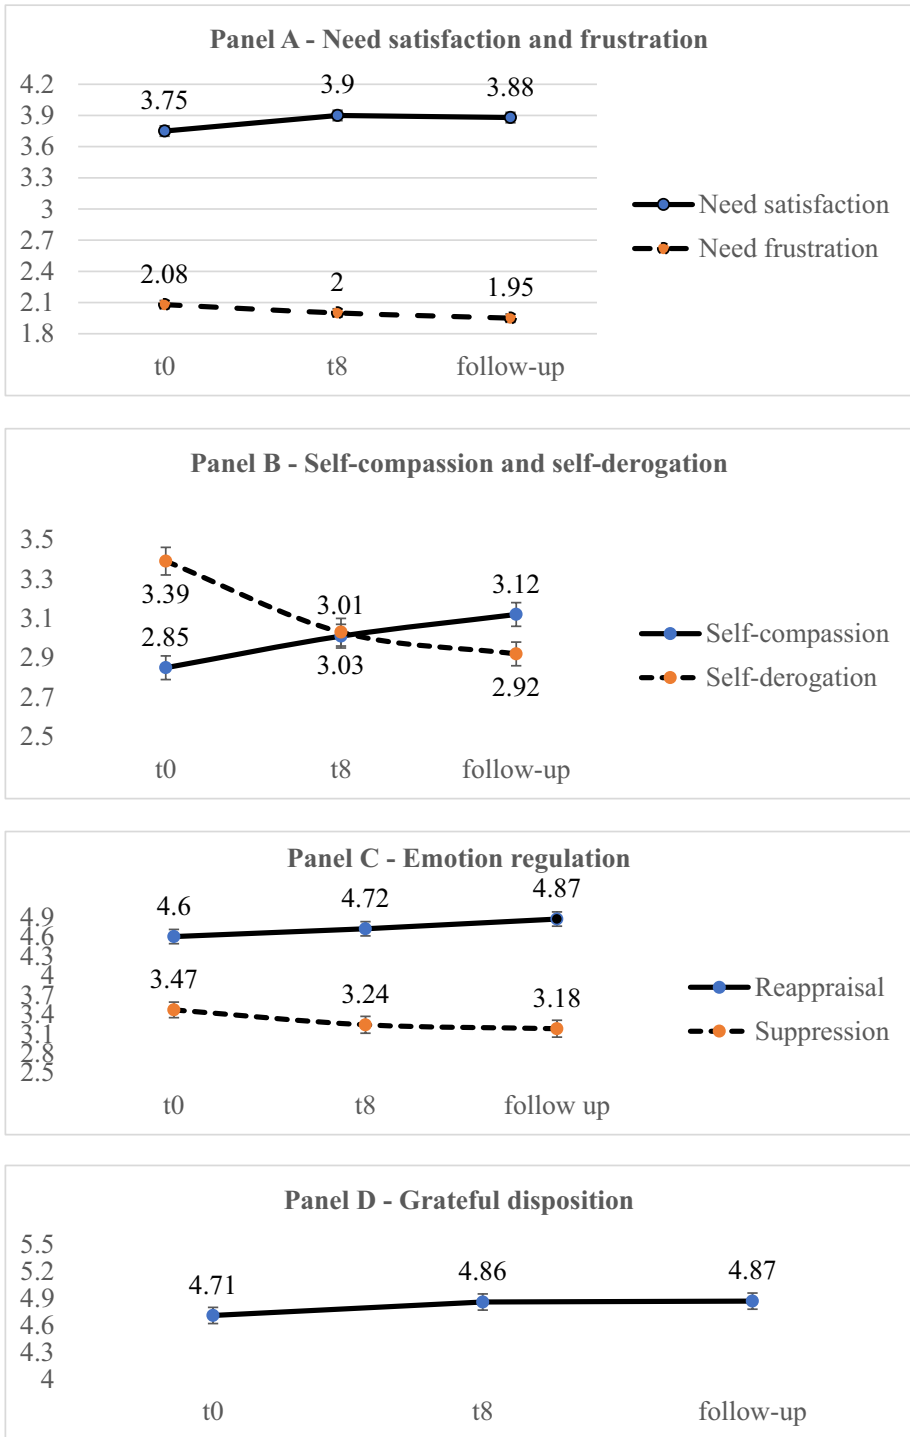 Panel A - Need satisfaction and frustration
4.2
3.9
3.6
3.3
3
2.7
2.4
2.1
1.8
3.75
3.9
3.88
2.08
2
1.95
t0
t8
follow-up
Need satisfaction
Need frustration
Panel B - Self-compassion and self-derogation
3.5
3.3
3.1
2.9
2.7
2.5
3.39
2.85
3.01
3.03
3.12
2.92
t0
t8
follow-up
Self-compassion
Self-derogation
Panel C - Emotion regulation
4.9
4.6
4.3
4
3.7
3.4
3.1
2.8
2.5
4.6
4.72
4.87
3.47
3.24
3.18
t0
t8
follow up
Reappraisal
Suppression
Panel D - Grateful disposition
5.5
5.2
4.9
4.6
4.3
4
4.71
4.86
4.87
t0
t8
follow-up